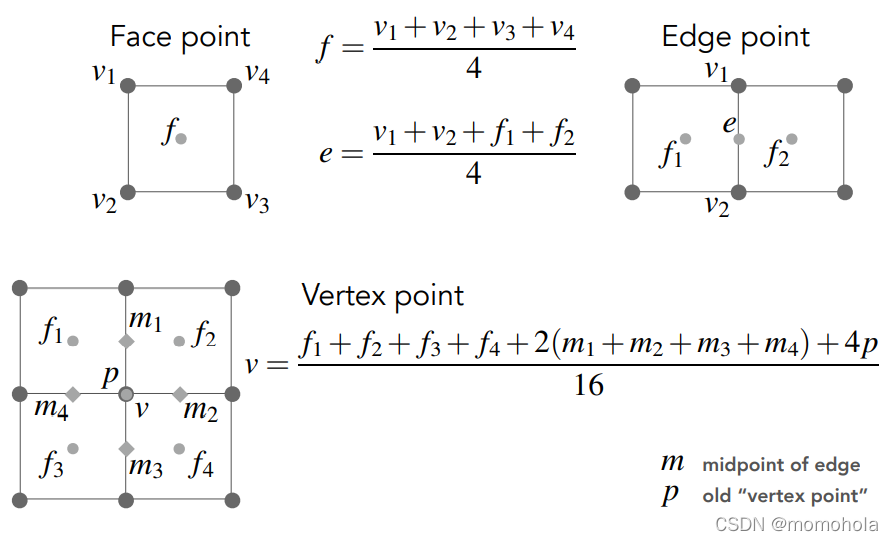 Face point
v₁ v₄
f
v₂ v₃
f = (v₁ + v₂ + v₃ + v₄) / 4
e = (v₁ + v₂ + f₁ + f₂) / 4
Edge point
v₁
e
f₁ f₂
v₂
Vertex point
f₁ m₁ f₂
p
m₄ v m₂
f₃ m₃ f₄
v = (f₁ + f₂ + f₃ + f₄ + 2(m₁ + m₂ + m₃ + m₄) + 4p) / 16
m midpoint of edge
p old “vertex point”
CSDN @momohola